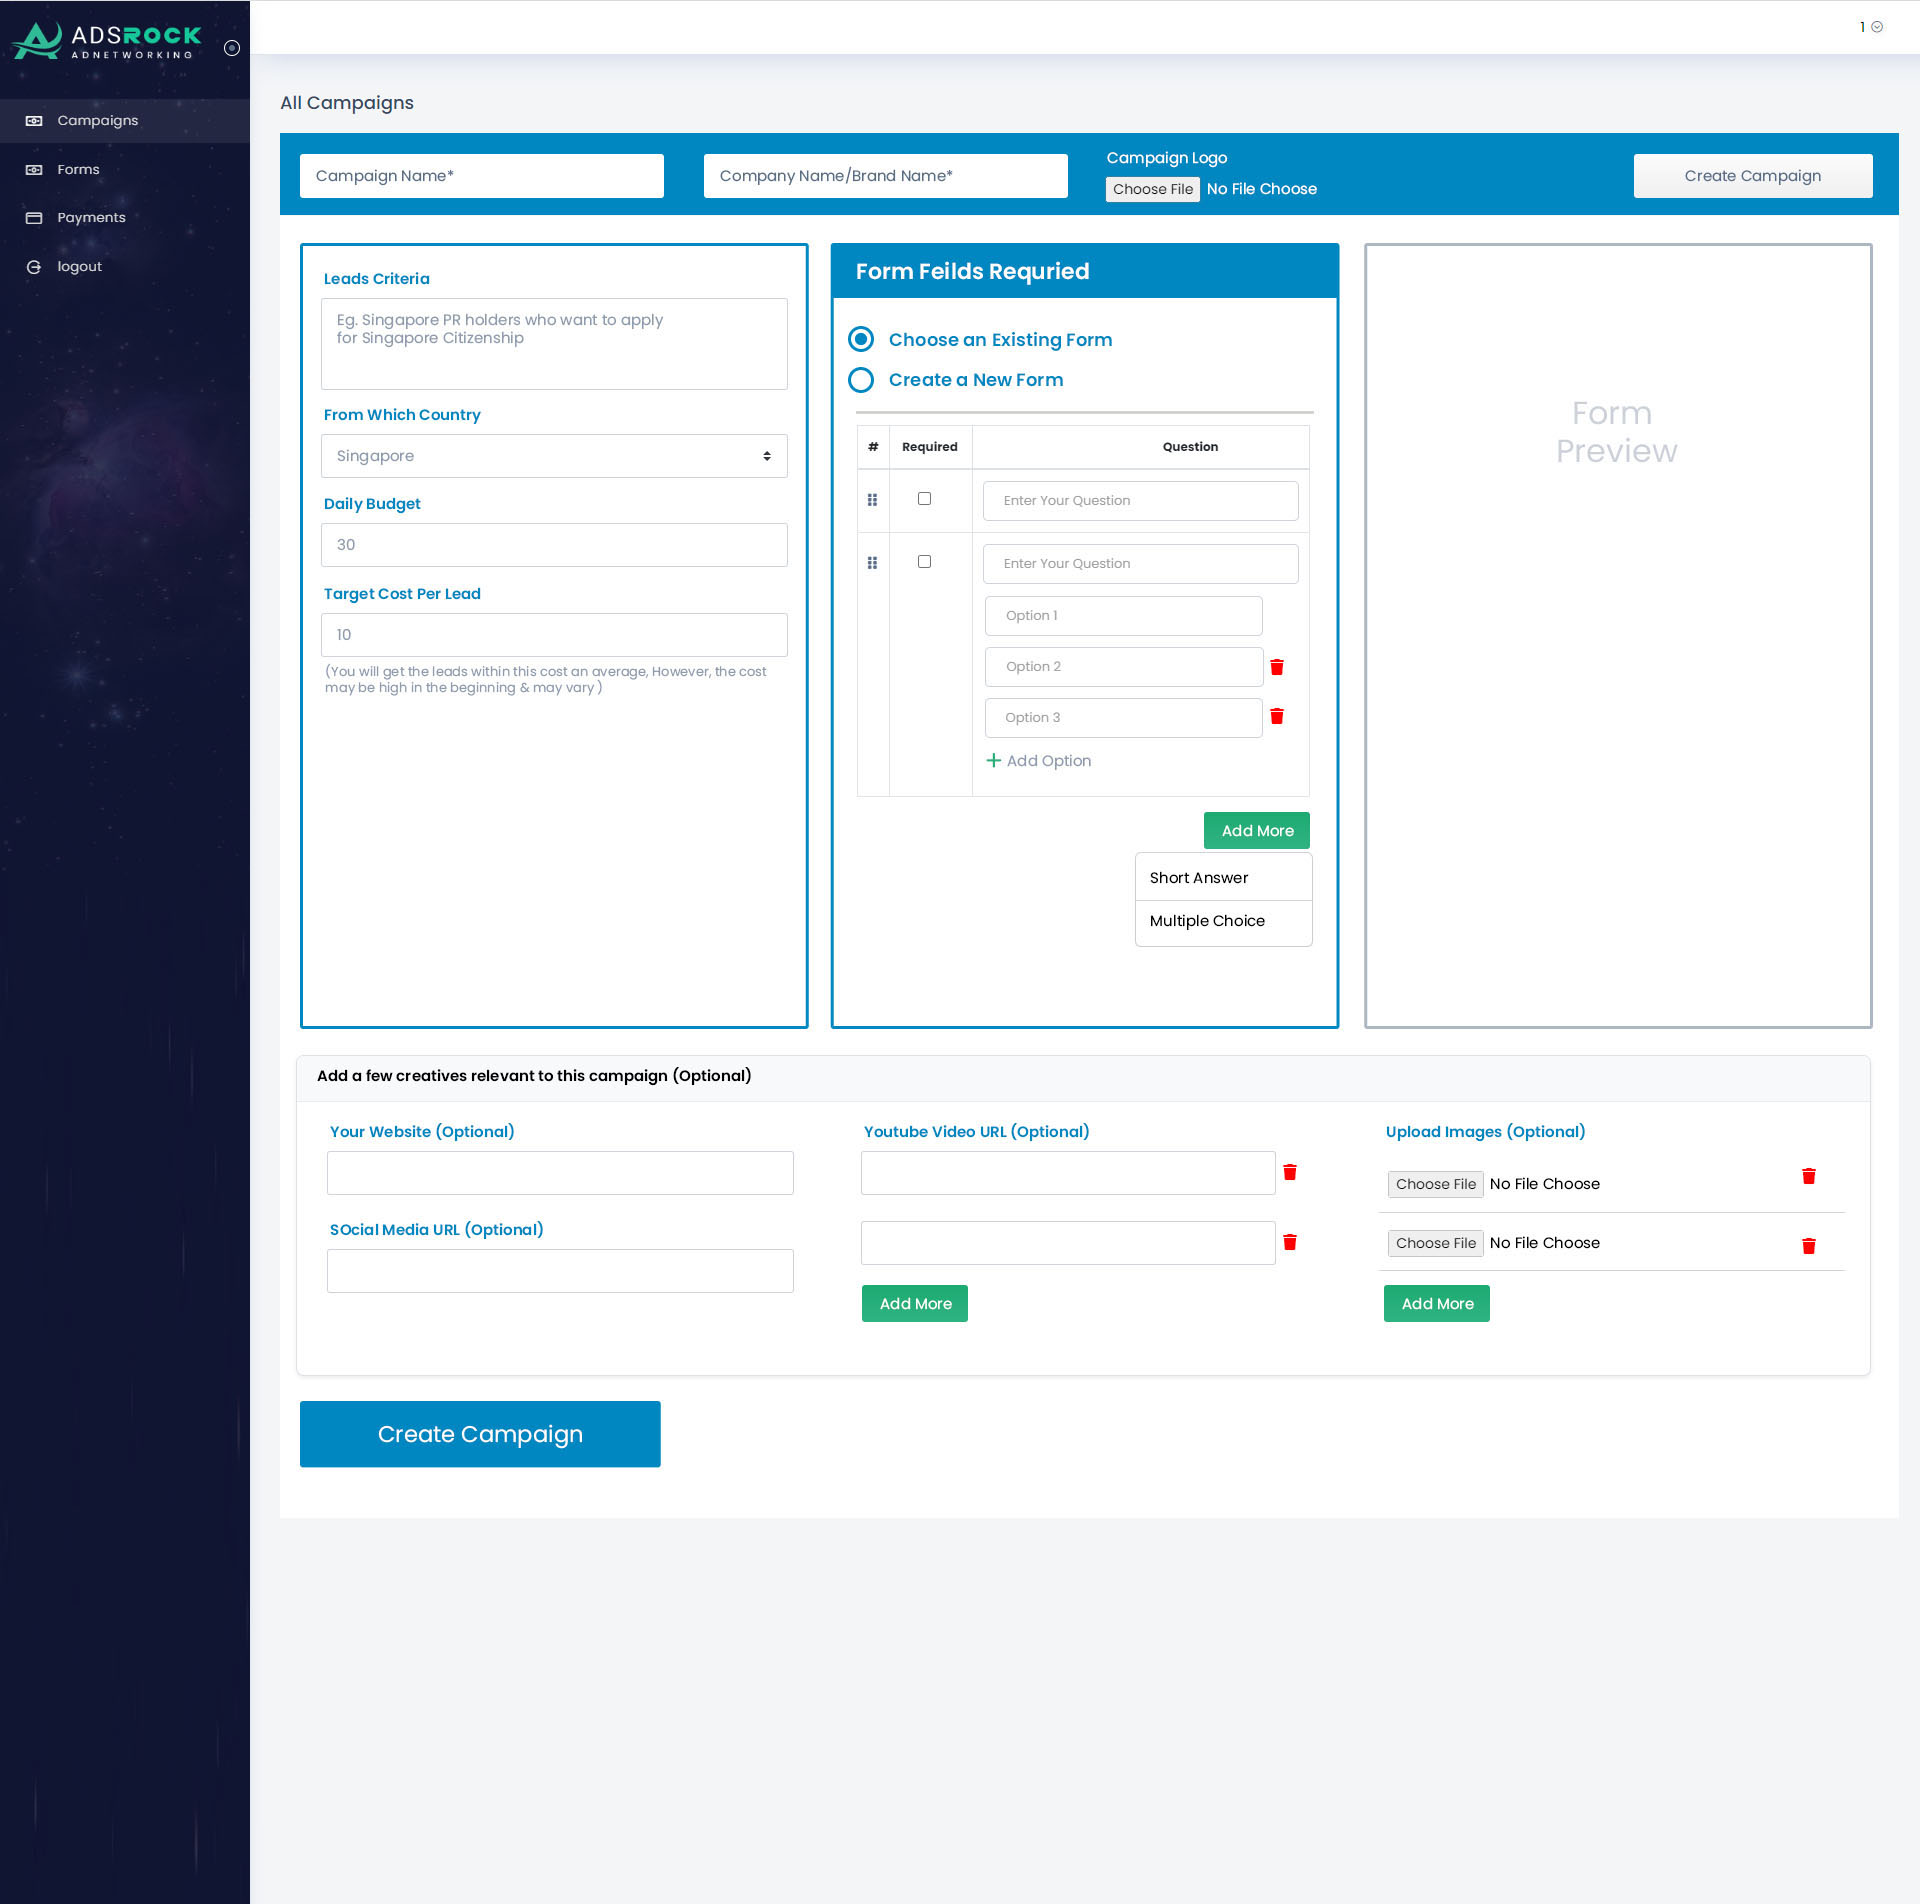 ADSROCK
ADNETWORKING
1
Campaigns
Forms
Payments
logout
All Campaigns
Campaign Name*
Company Name/Brand Name*
Campaign Logo
Choose File No File Choose
Create Campaign
Leads Criteria
Eg. Singapore PR holders who want to apply
for Singapore Citizenship
From Which Country
Singapore
Daily Budget
30
Target Cost Per Lead
10
(You will get the leads within this cost an average, However, the cost
may be high in the beginning & may vary )
Form Feilds Requried
Choose an Existing Form
Create a New Form
# Required Question
Enter Your Question
Enter Your Question
Option 1
Option 2
Option 3
Add Option
Add More
Short Answer
Multiple Choice
Form
Preview
Add a few creatives relevant to this campaign (Optional)
Your Website (Optional)
SOcial Media URL (Optional)
Youtube Video URL (Optional)
Add More
Upload Images (Optional)
Choose File No File Choose
Choose File No File Choose
Add More
Create Campaign